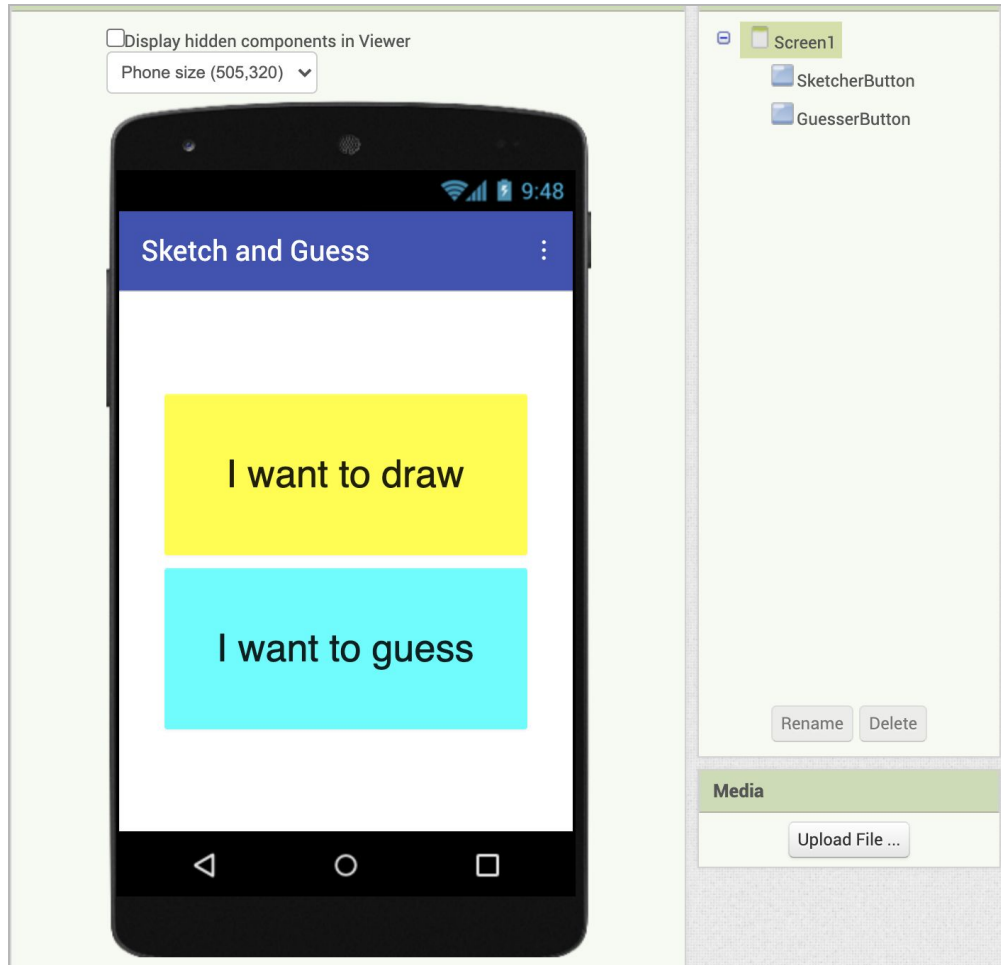 Display hidden components in Viewer
Phone size (505,320)
9:48
Sketch and Guess
I want to draw
I want to guess
Screen1
SketcherButton
GuesserButton
Rename Delete
Media
Upload File ...